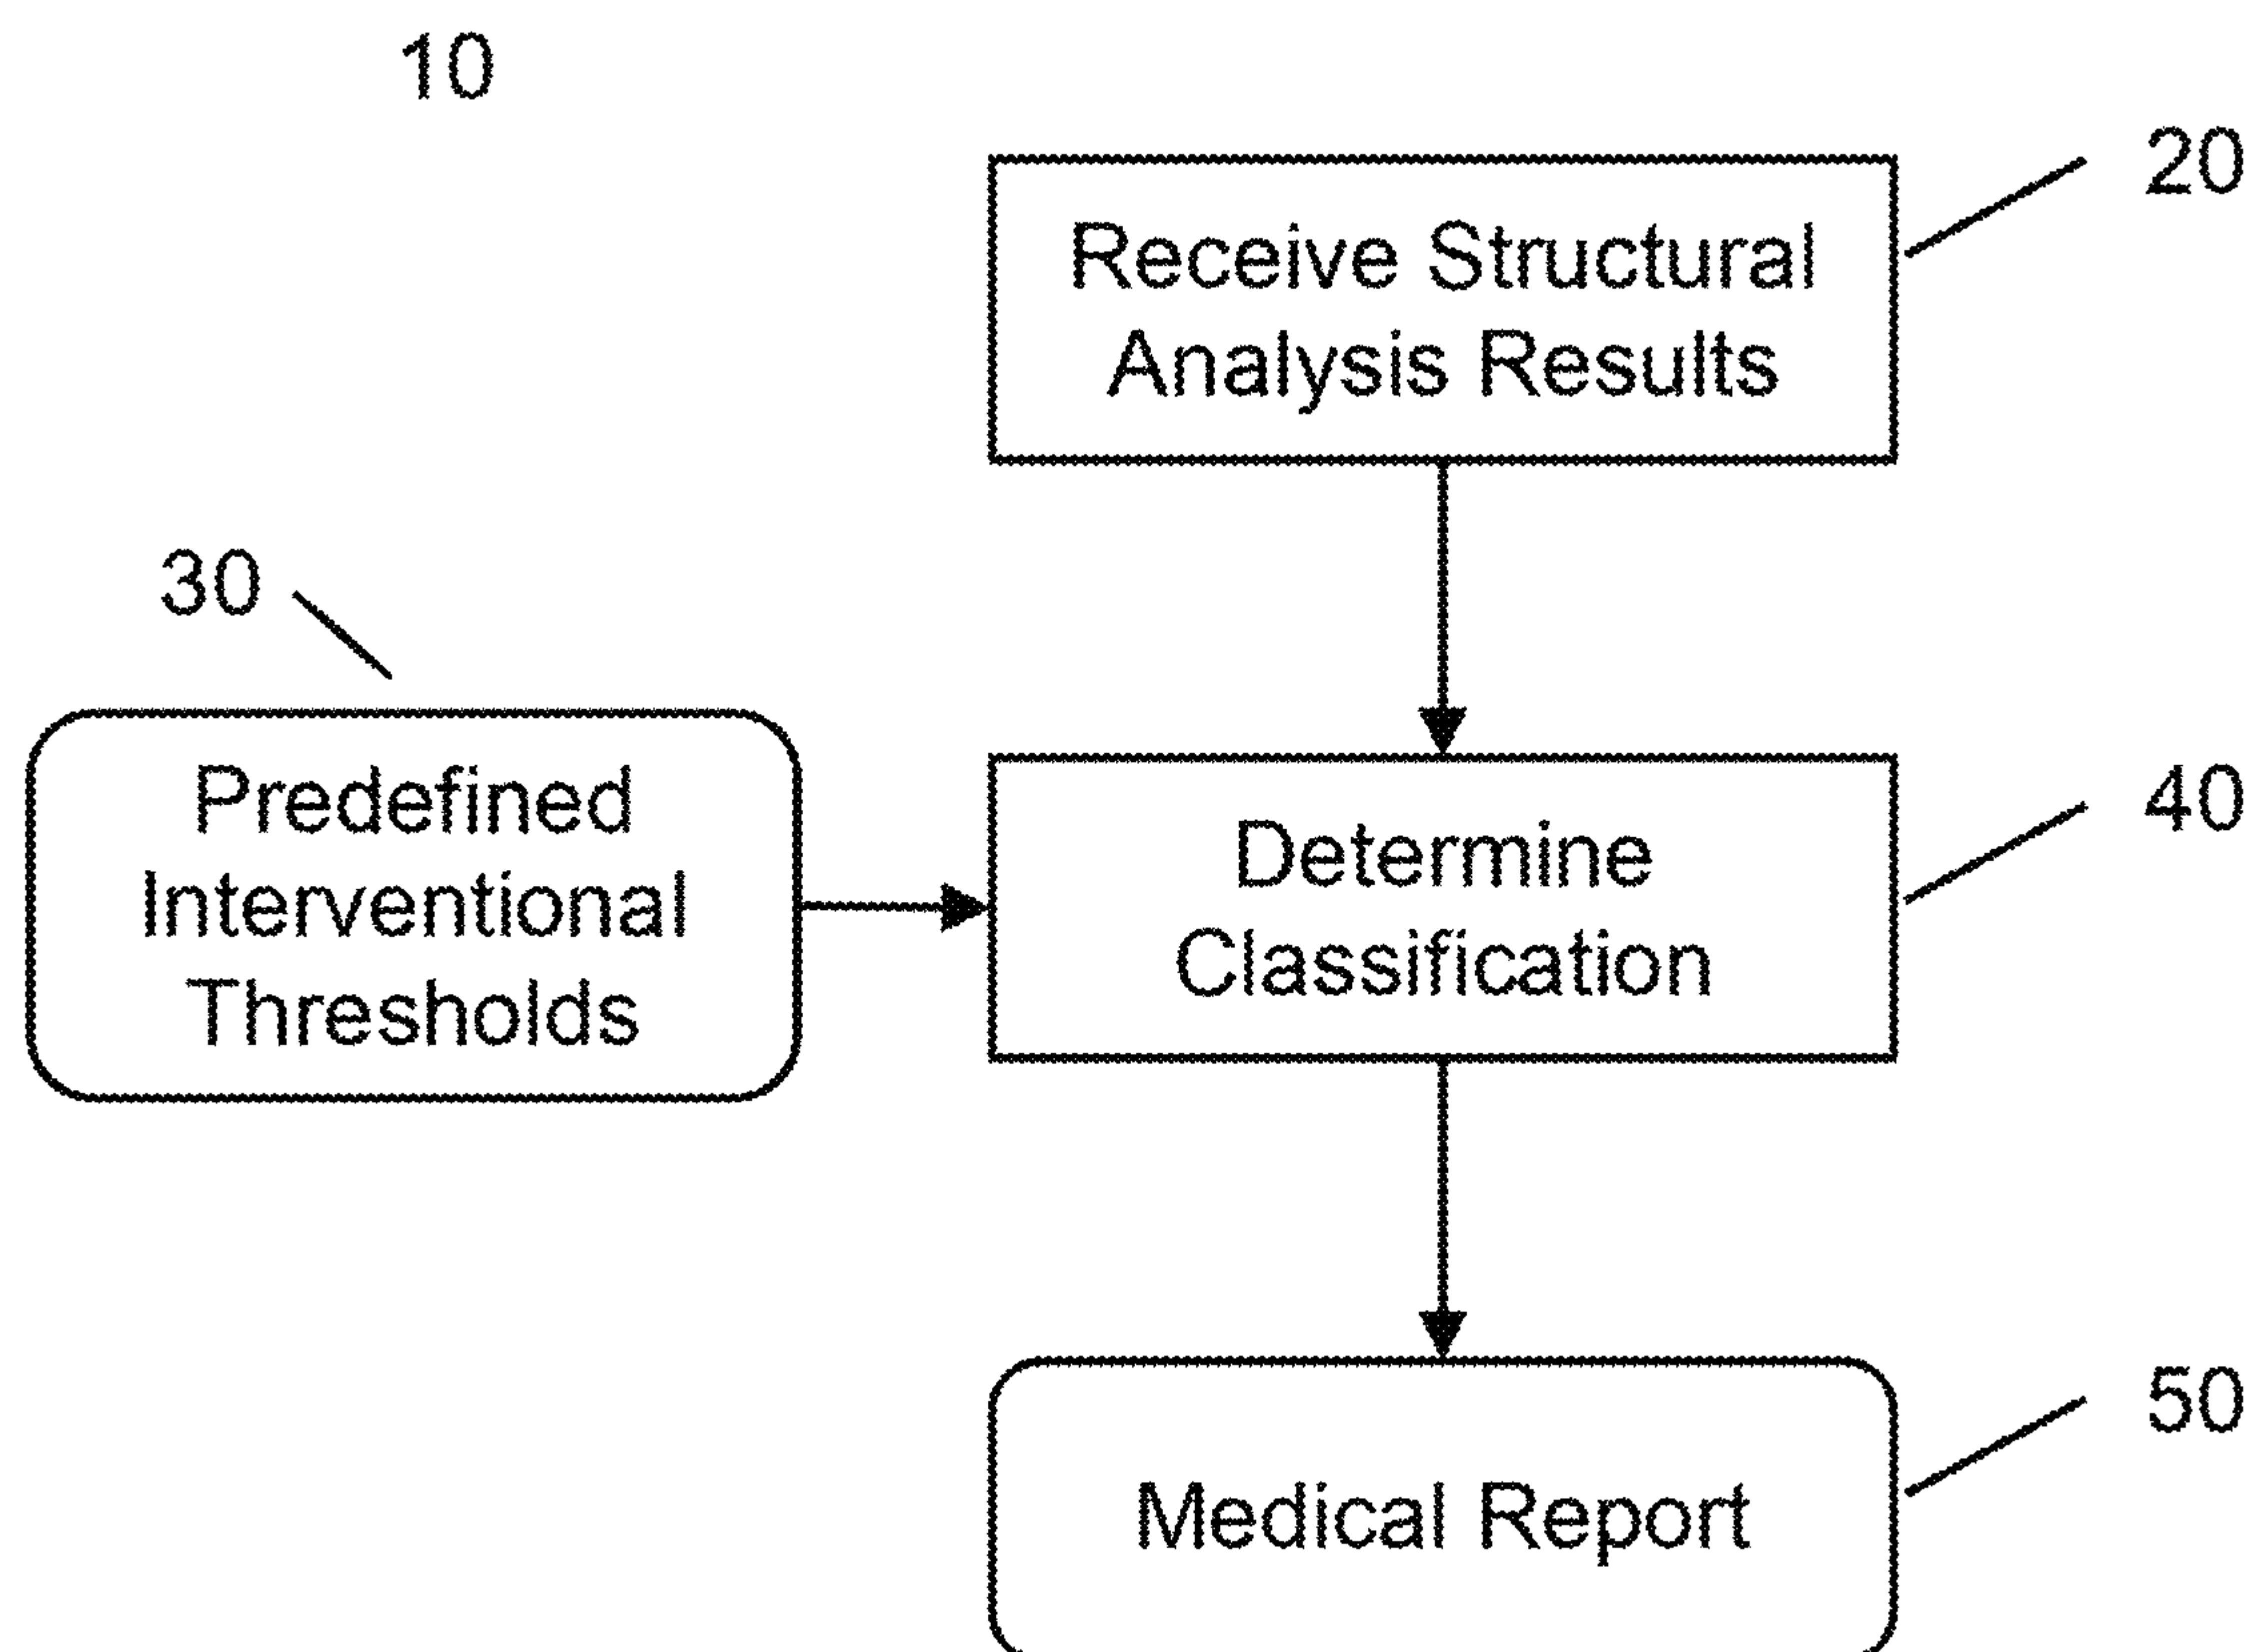 10
20
Receive Structural
Analysis Results
30
Predefined
Interventional
Thresholds
40
Determine
Classification
50
Medical Report